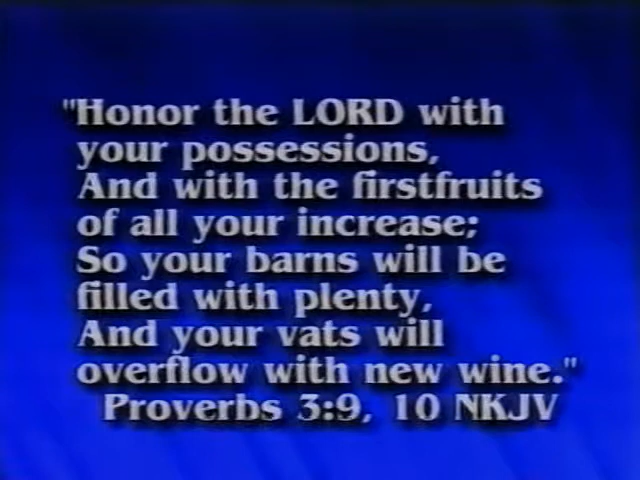 "Honor the LORD with
your possessions,
And with the firstfruits
of all your increase;
So your barns will be
filled with plenty,
And your vats will
overflow with new wine."
Proverbs 3:9, 10 NKJV